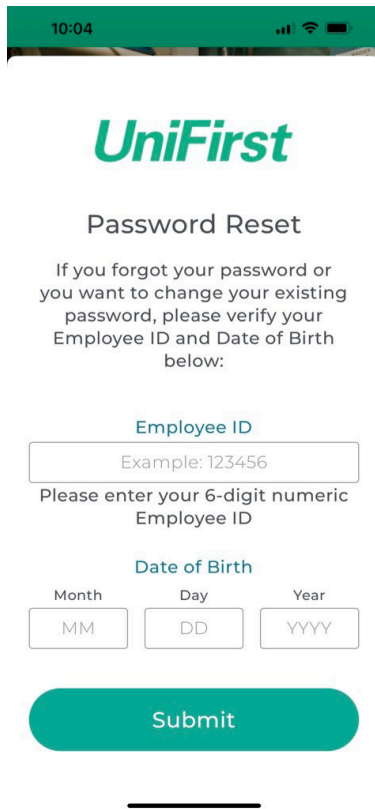 10:04
UniFirst
Password Reset
If you forgot your password or
you want to change your existing
password, please verify your
Employee ID and Date of Birth
below:
Employee ID
Example: 123456
Please enter your 6-digit numeric
Employee ID
Date of Birth
Month Day Year
MM DD YYYY
Submit